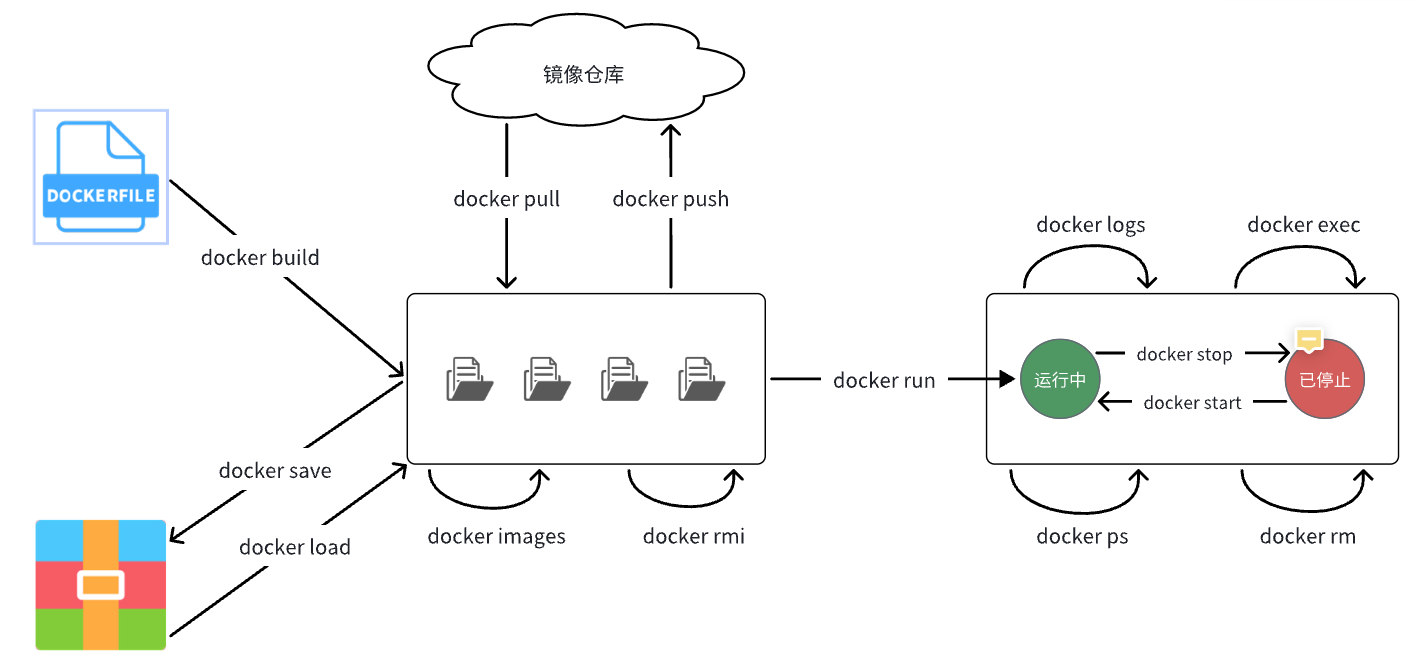 镜像仓库
DOCKERFILE
docker pull
docker push
docker build
docker logs
docker exec
docker run
运行中
docker stop
已停止
docker start
docker save
docker load
docker images
docker rmi
docker ps
docker rm